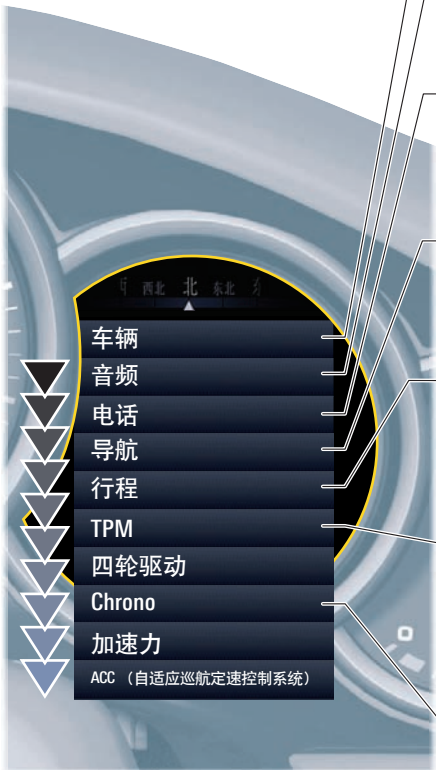 西北 北 东北
车辆
音频
电话
导航
行程
TPM
四轮驱动
Chrono
加速力
ACC （自适应巡航定速控制系统）